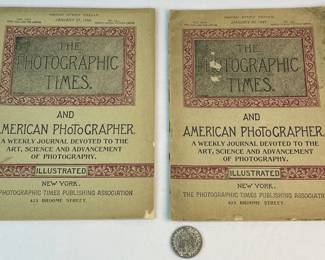 THE
PHOTOGRAPHIC
TIMES.
AND
AMERICAN PHOTOGRAPHER.
A WEEKLY JOURNAL DEVOTED TO THE
ART, SCIENCE AND ADVANCEMENT
OF PHOTOGRAPHY.
ILLUSTRATED
NEW YORK.
PHOTOGRAPHIC TIMES PUBLISHING ASSOCIATION
423 BROOME STREET.
THE
PHOTOGRAPHIC
TIMES.
AND
AMERICAN PHOTOGRAPHER.
A WEEKLY JOURNAL DEVOTED TO THE
ART, SCIENCE AND ADVANCEMENT
OF PHOTOGRAPHY.
ILLUSTRATED
NEW YORK.
THE PHOTOGRAPHIC TIMES PUBLISHING ASSOCIATION
423 BROOME STREET.